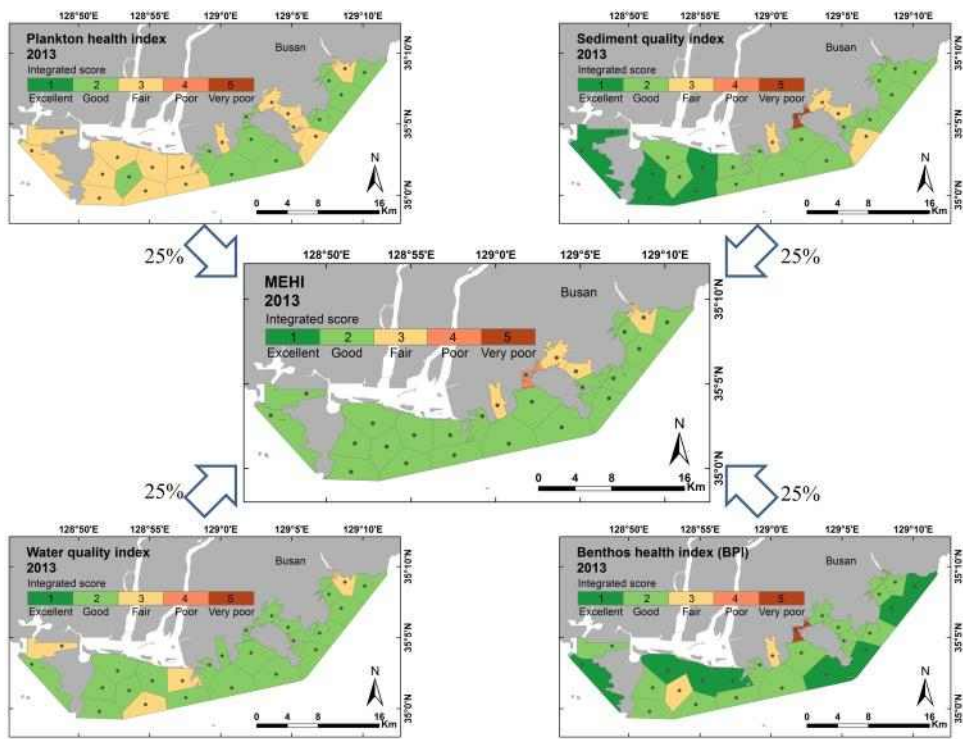 128°50'E 128°55'E 129°0'E 129°5'E 129°10'E
Plankton health index
2013
Busan
Integrated score
1 2 3 4 5
Excellent Good Fair Poor Very poor
35°10'N
35°5'N
35°0'N
N
0 4 8 16
Km
128°50'E 128°55'E 129°0'E 129°5'E 129°10'E
Sediment quality index
2013
Busan
Integrated score
1 2 3 4 5
Excellent Good Fair Poor Very poor
35°10'N
35°5'N
35°0'N
N
0 4 8 16
Km
25%
25%
128°50'E 128°55'E 129°0'E 129°5'E 129°10'E
MEHI
2013
Busan
Integrated score
1 2 3 4 5
Excellent Good Fair Poor Very poor
35°10'N
35°5'N
35°0'N
N
0 4 8 16
Km
25%
25%
128°50'E 128°55'E 129°0'E 129°5'E 129°10'E
Water quality index
2013
Busan
Integrated score
1 2 3 4 5
Excellent Good Fair Poor Very poor
35°10'N
35°5'N
35°0'N
N
0 4 8 16
Km
128°50'E 128°55'E 129°0'E 129°5'E 129°10'E
Benthos health index (BPI)
2013
Busan
Integrated score
1 2 3 4 5
Excellent Good Fair Poor Very poor
35°10'N
35°5'N
35°0'N
N
0 4 8 16
Km